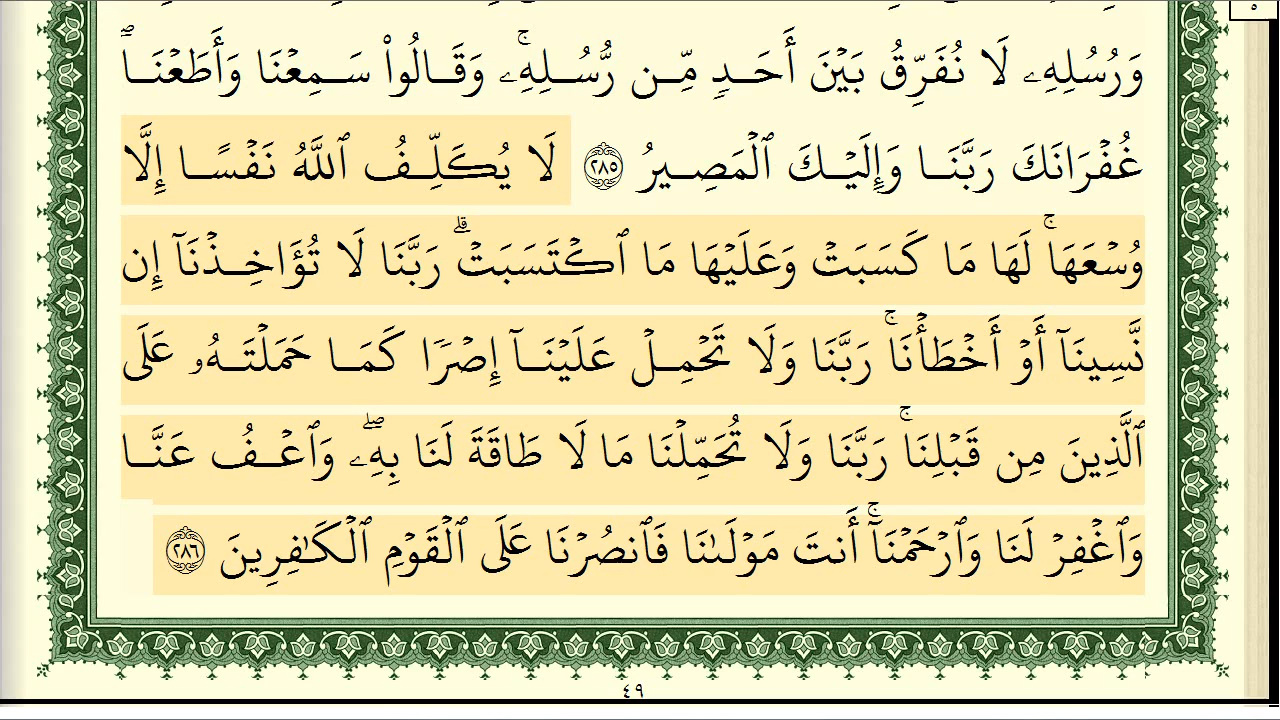 ٥
وَرُسُلِهِۦ لَا نُفَرِّقُ بَيْنَ أَحَدٍ مِّن رُّسُلِهِۦۚ وَقَالُوا۟ سَمِعْنَا وَأَطَعْنَاۖ
غُفْرَانَكَ رَبَّنَا وَإِلَيْكَ ٱلْمَصِيرُ ٢٨٥ لَا يُكَلِّفُ ٱللَّهُ نَفْسًا إِلَّا
وُسْعَهَاۚ لَهَا مَا كَسَبَتْ وَعَلَيْهَا مَا ٱكْتَسَبَتْۗ رَبَّنَا لَا تُؤَاخِذْنَآ إِن
نَّسِينَآ أَوْ أَخْطَأْنَاۚ رَبَّنَا وَلَا تَحْمِلْ عَلَيْنَآ إِصْرًا كَمَا حَمَلْتَهُۥ عَلَى
ٱلَّذِينَ مِن قَبْلِنَاۚ رَبَّنَا وَلَا تُحَمِّلْنَا مَا لَا طَاقَةَ لَنَا بِهِۦۖ وَٱعْفُ عَنَّا
وَٱغْفِرْ لَنَا وَٱرْحَمْنَآۚ أَنتَ مَوْلَىٰنَا فَٱنصُرْنَا عَلَى ٱلْقَوْمِ ٱلْكَٰفِرِينَ ٢٨٦
٤٩